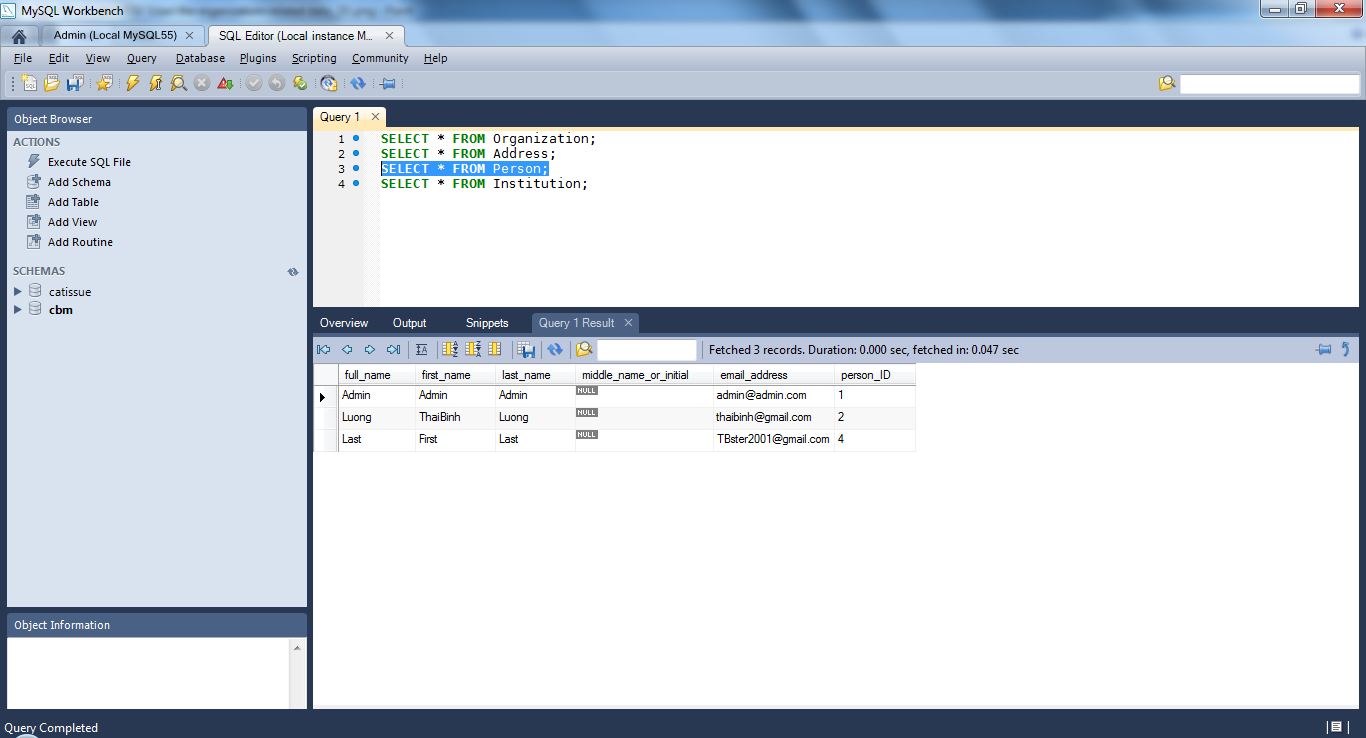 MySQL Workbench
Admin (Local MySQL55)
SQL Editor (Local instance M...
File Edit View Query Database Plugins Scripting Community Help
Object Browser
ACTIONS
Execute SQL File
Add Schema
Add Table
Add View
Add Routine
SCHEMAS
catissue
cbm
Query 1
1 SELECT * FROM Organization;
2 SELECT * FROM Address;
3 SELECT * FROM Person;
4 SELECT * FROM Institution;
Overview Output Snippets Query 1 Result
Fetched 3 records. Duration: 0.000 sec, fetched in: 0.047 sec
full_name first_name last_name middle_name_or_initial email_address person_ID
Admin Admin Admin NULL admin@admin.com 1
Luong ThaiBinh Luong NULL thaibinh@gmail.com 2
Last First Last NULL TBster2001@gmail.com 4
Object Information
Query Completed